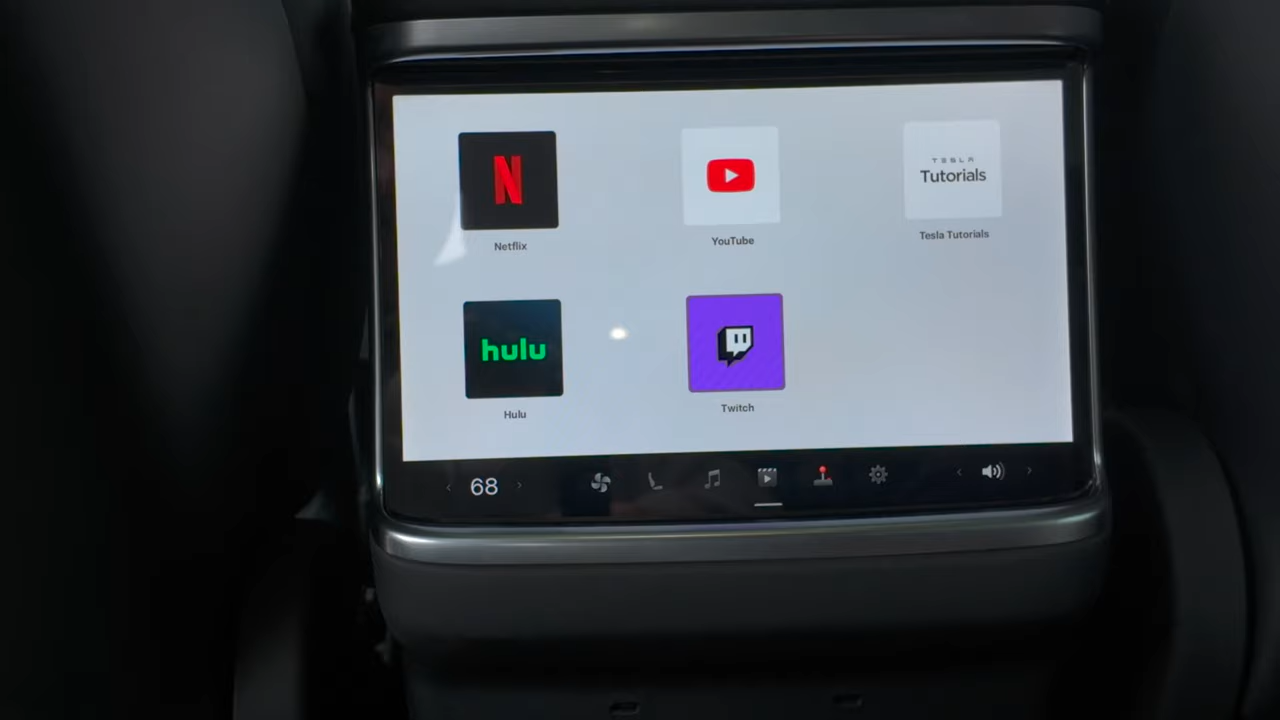 N
TESLA
Tutorials
Netflix
YouTube
Tesla Tutorials
hulu
Hulu
Twitch
68